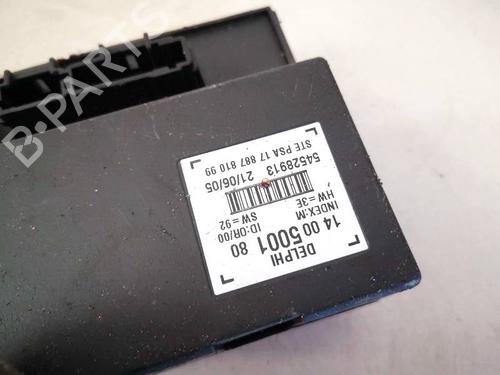 DELPHI
14 00 5001 80
INDEX:M ID:0R/00
HW=3E SW=92
54528913 21/06/05
STE PSA 17 887 810 99
B-PARTS